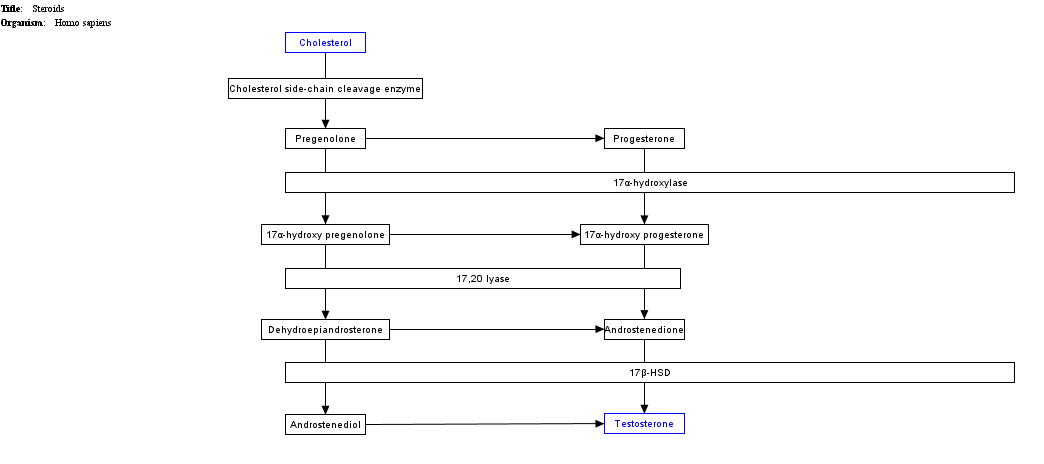 Title: Steroids
Organism: Homo sapiens
Cholesterol
Cholesterol side-chain cleavage enzyme
Pregenolone
Progesterone
17α-hydroxylase
17α-hydroxy pregenolone
17α-hydroxy progesterone
17,20 lyase
Dehydroepiandrosterone
Androstenedione
17β-HSD
Androstenediol
Testosterone